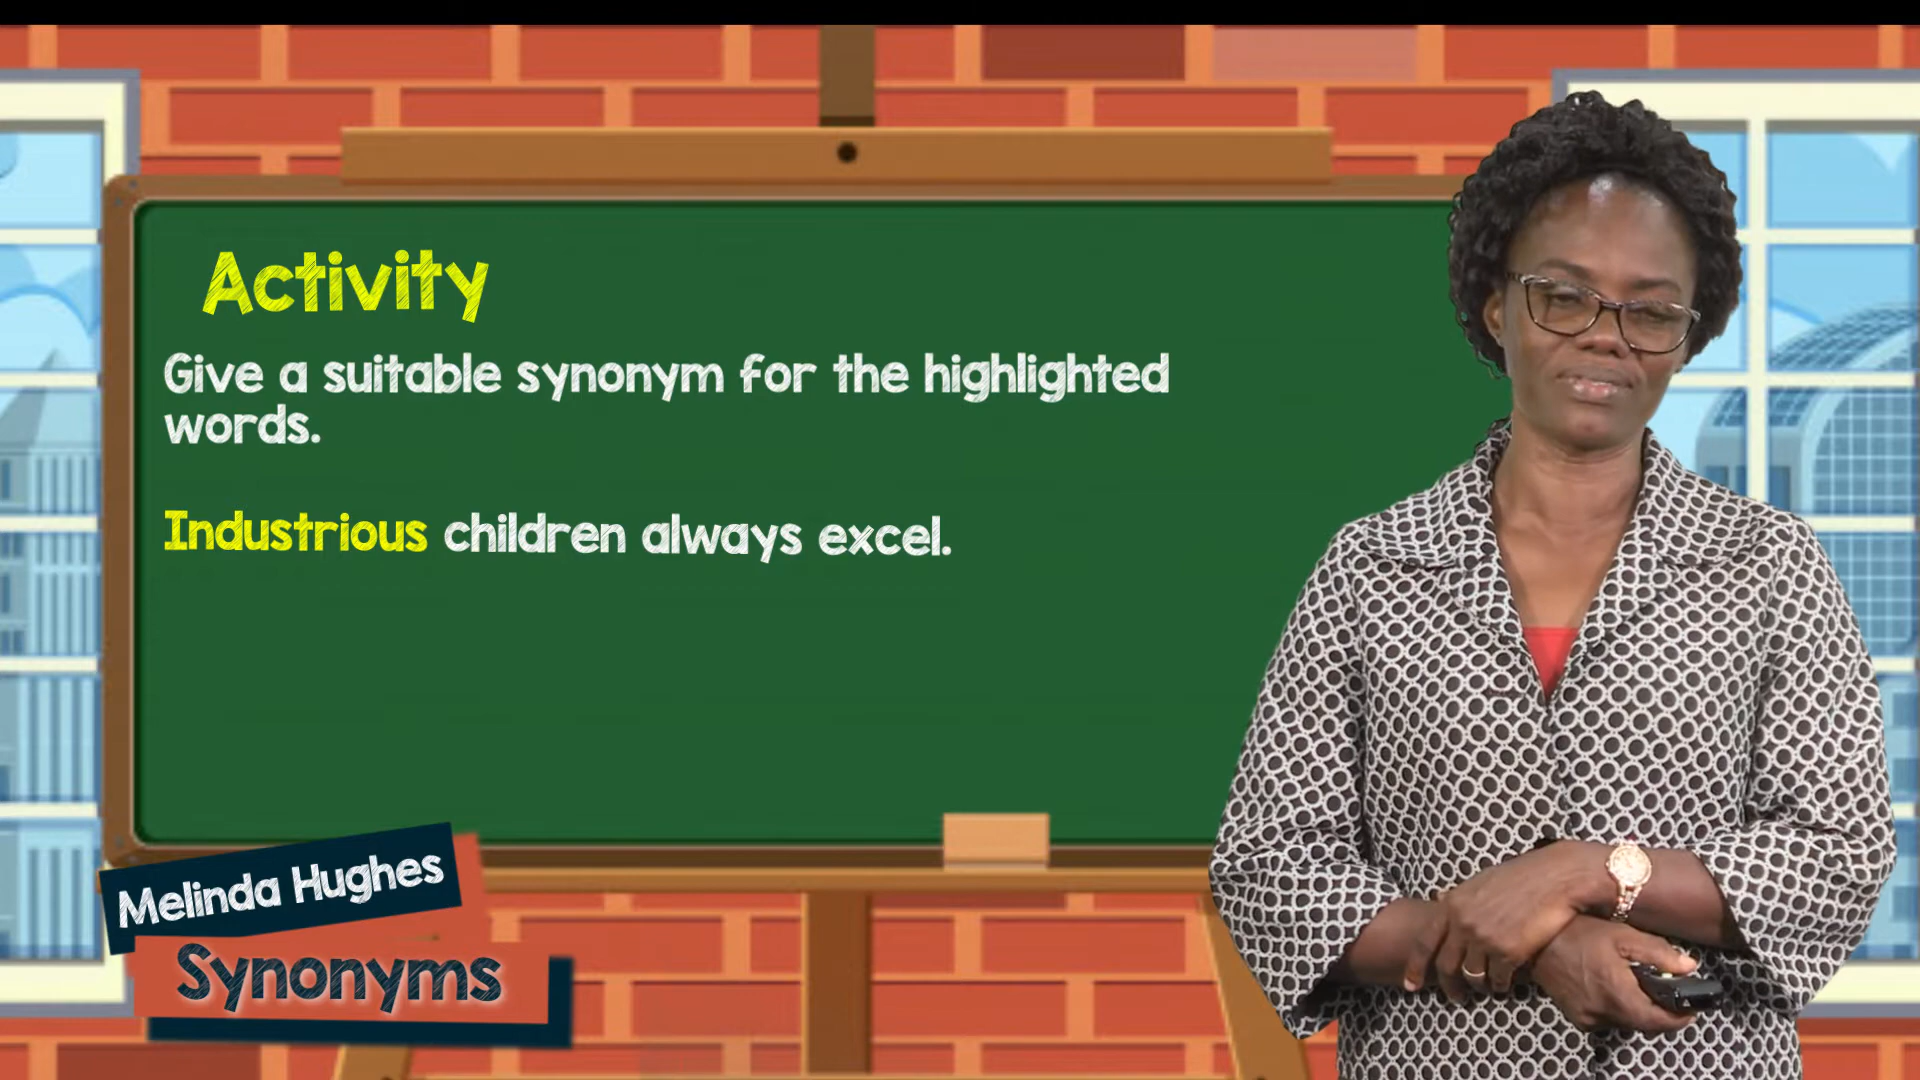 Activity
Give a suitable synonym for the highlighted
words.
Industrious children always excel.
Melinda Hughes
Synonyms